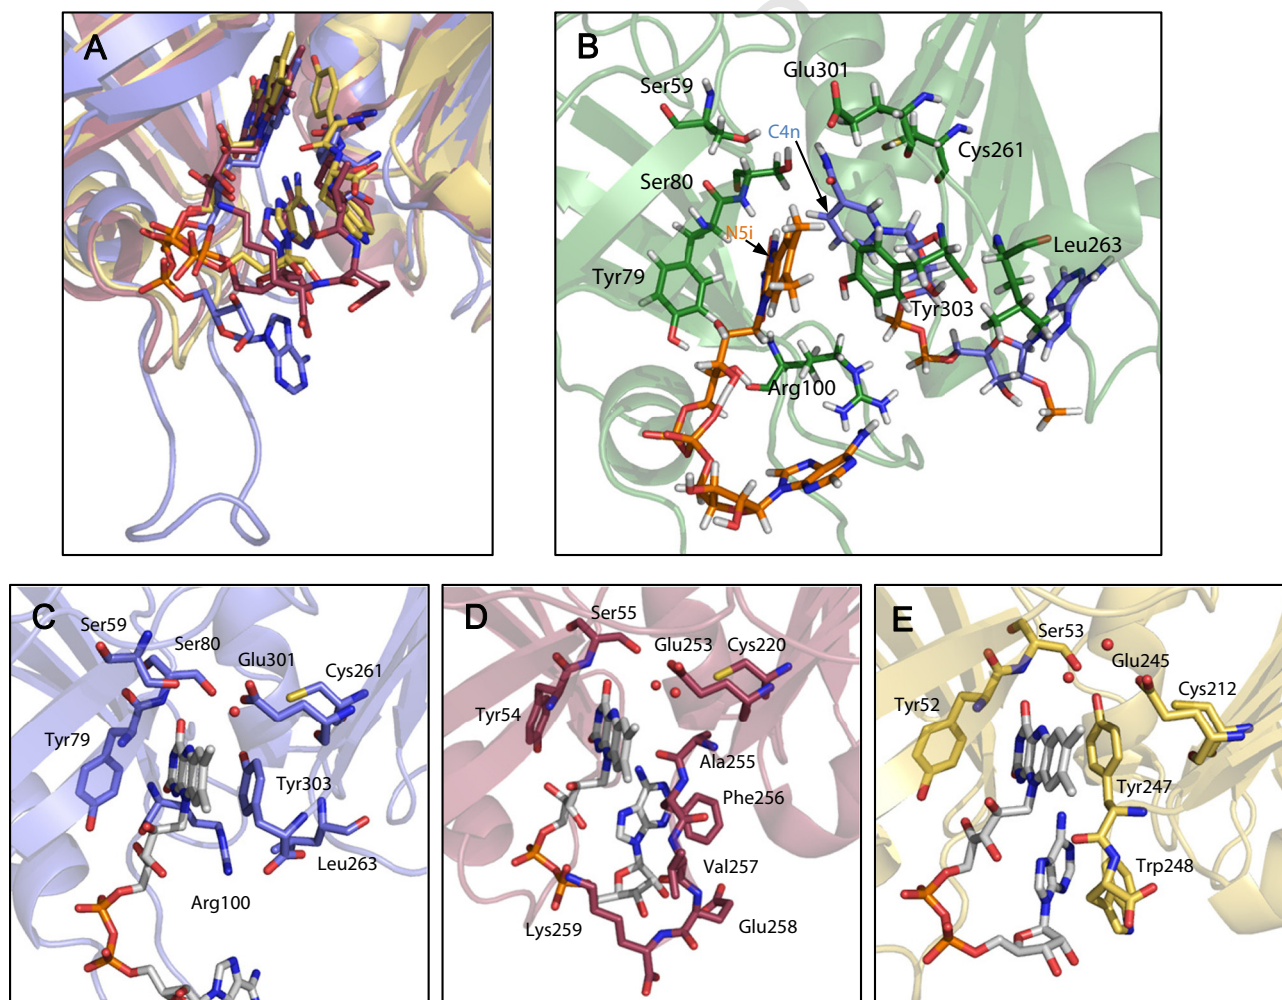 A
B
Ser59
Glu301
C4n
Cys261
Ser80
N5i
Leu263
Tyr79
Tyr303
Arg100
C
Ser59
Ser80
Glu301
Cys261
Tyr79
Tyr303
Leu263
Arg100
D
Ser55
Glu253
Cys220
Tyr54
Ala255
Phe256
Val257
Lys259
Glu258
E
Ser53
Glu245
Cys212
Tyr52
Tyr247
Trp248